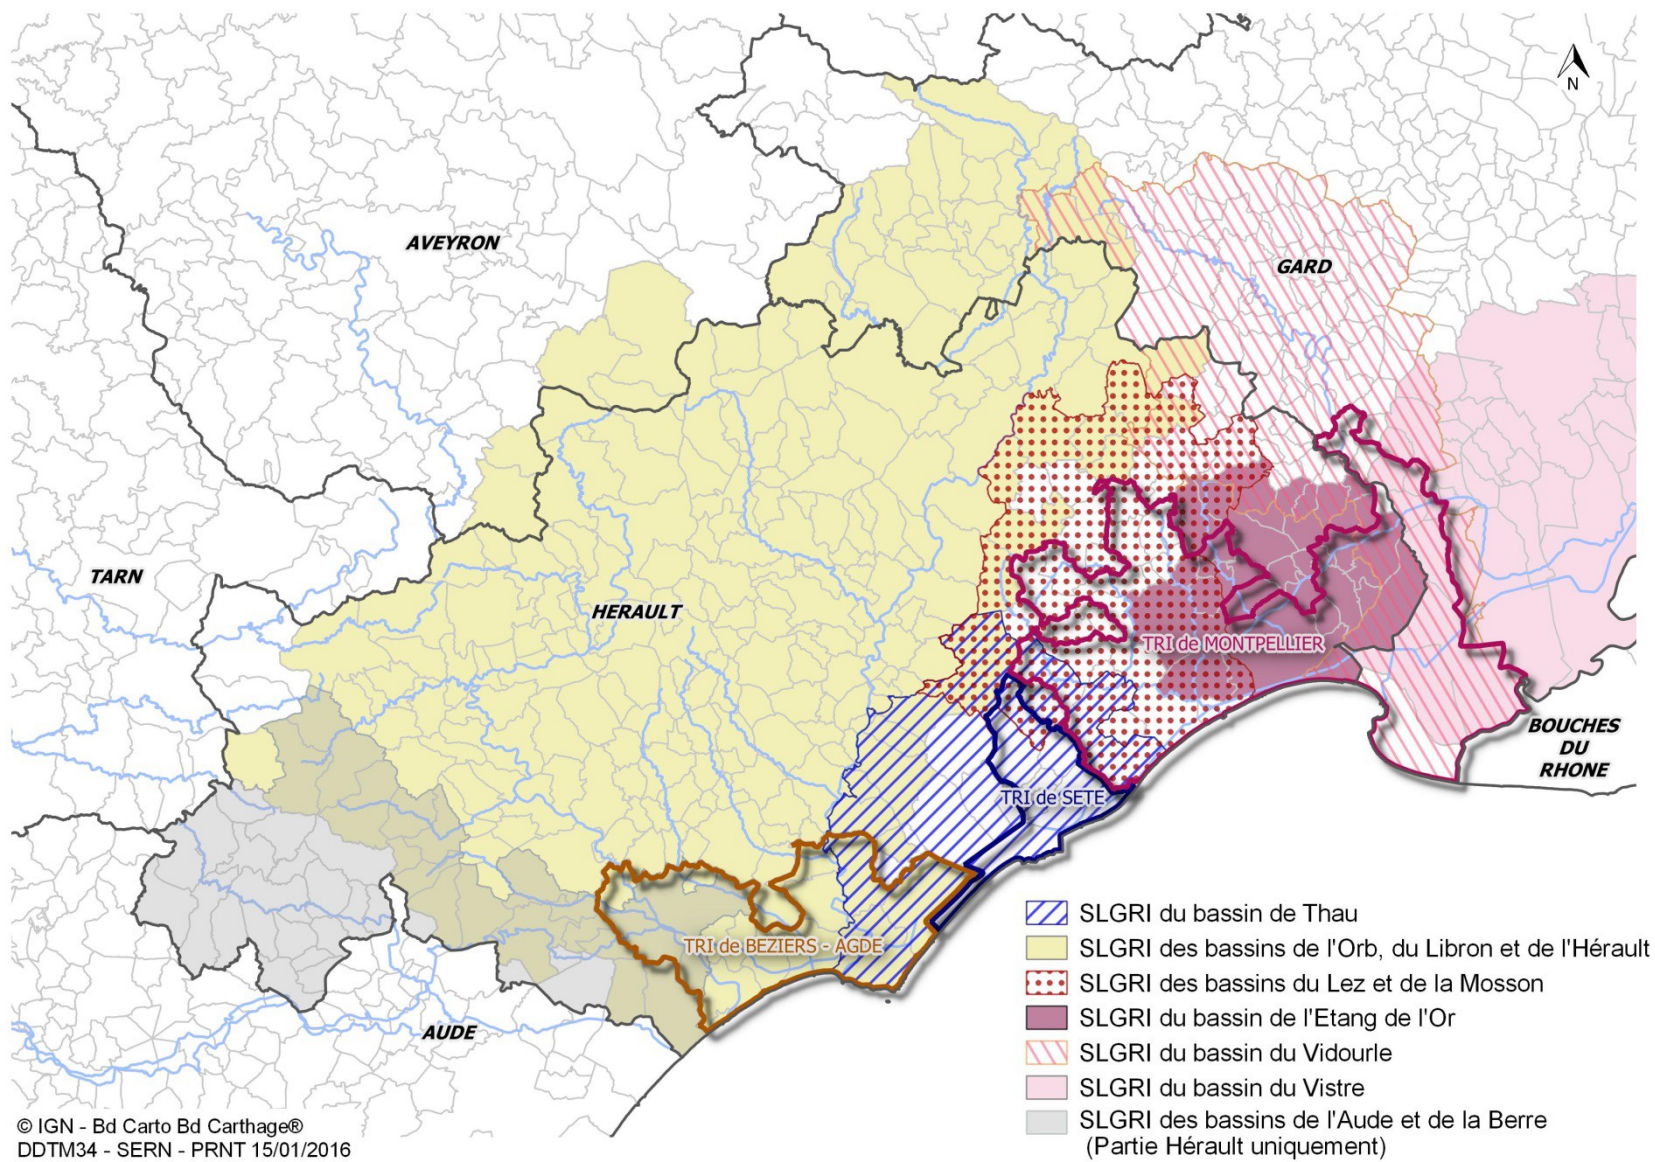 N
AVEYRON
GARD
TARN
HERAULT
TRI de MONTPELLIER
BOUCHES
DU
RHONE
TRI de SETE
TRI de BEZIERS - AGDE
AUDE
SLGRI du bassin de Thau
SLGRI des bassins de l'Orb, du Libron et de l'Hérault
SLGRI des bassins du Lez et de la Mosson
SLGRI du bassin de l'Etang de l'Or
SLGRI du bassin du Vidourle
SLGRI du bassin du Vistre
SLGRI des bassins de l'Aude et de la Berre
(Partie Hérault uniquement)
© IGN - Bd Carto Bd Carthage®
DDTM34 - SERN - PRNT 15/01/2016